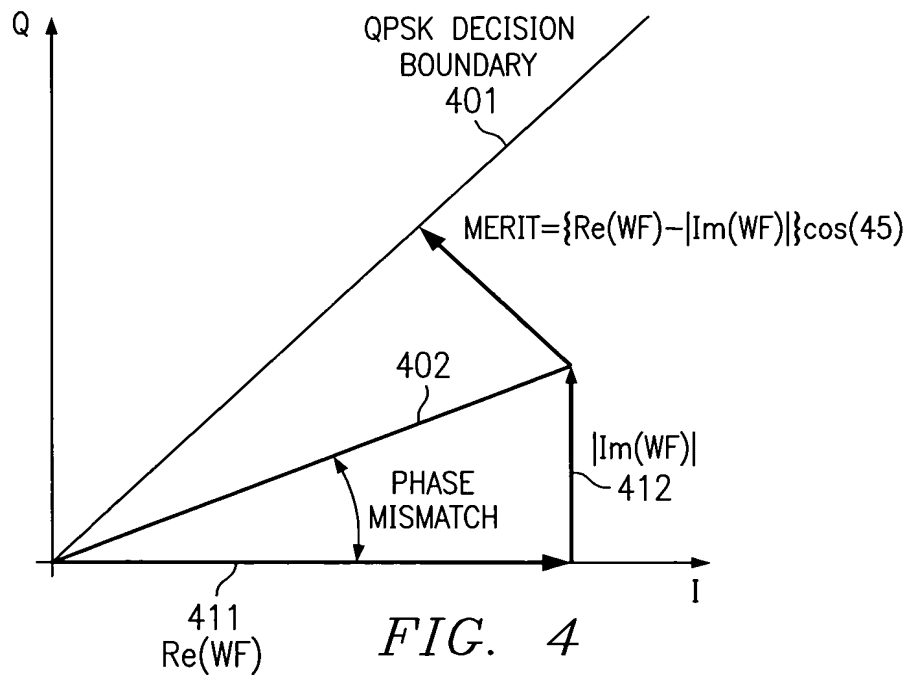 Q
QPSK DECISION
BOUNDARY
401
MERIT={Re(WF)-|Im(WF)|}cos(45)
402
|Im(WF)|
412
PHASE
MISMATCH
I
411
Re(WF)
FIG. 4